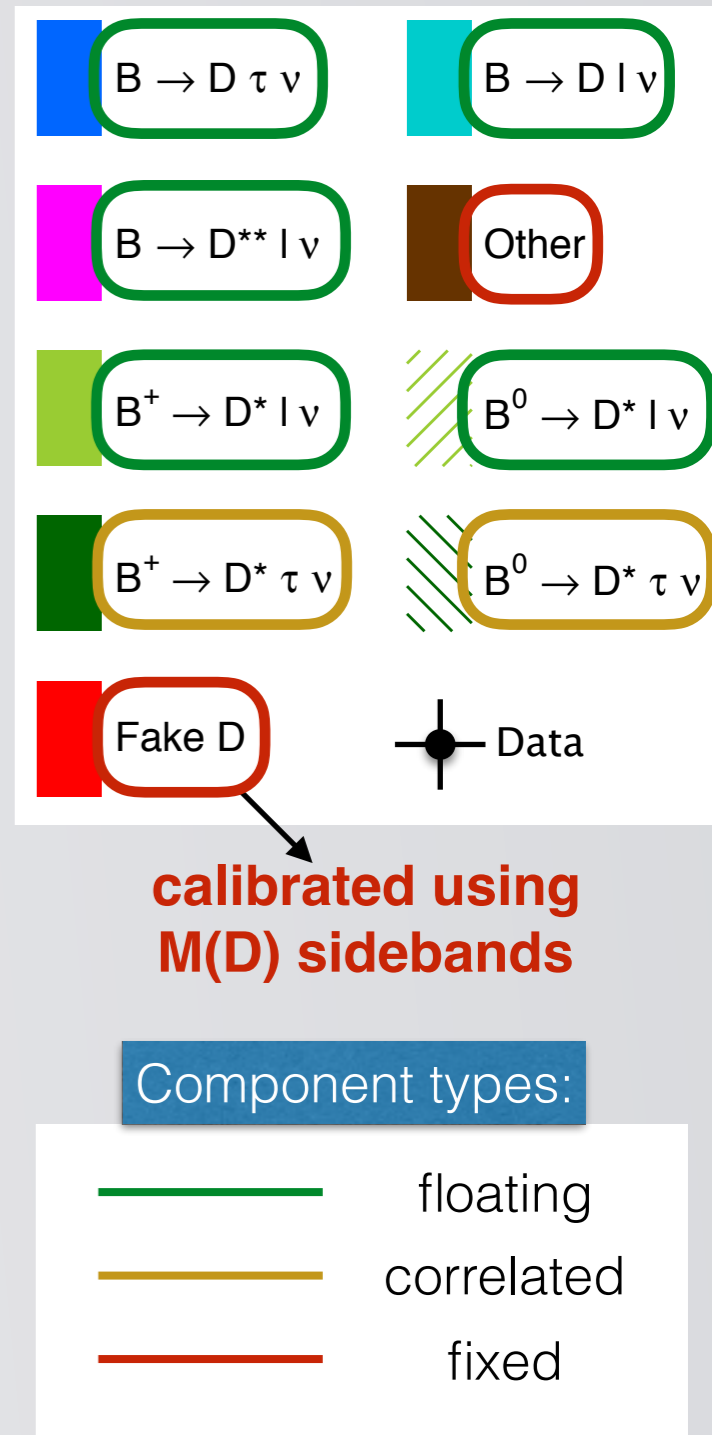 B → D τ ν
B → D l ν
B → D** l ν
Other
B⁺ → D* l ν
B⁰ → D* l ν
B⁺ → D* τ ν
B⁰ → D* τ ν
Fake D
Data
calibrated using
M(D) sidebands
Component types:
floating
correlated
fixed